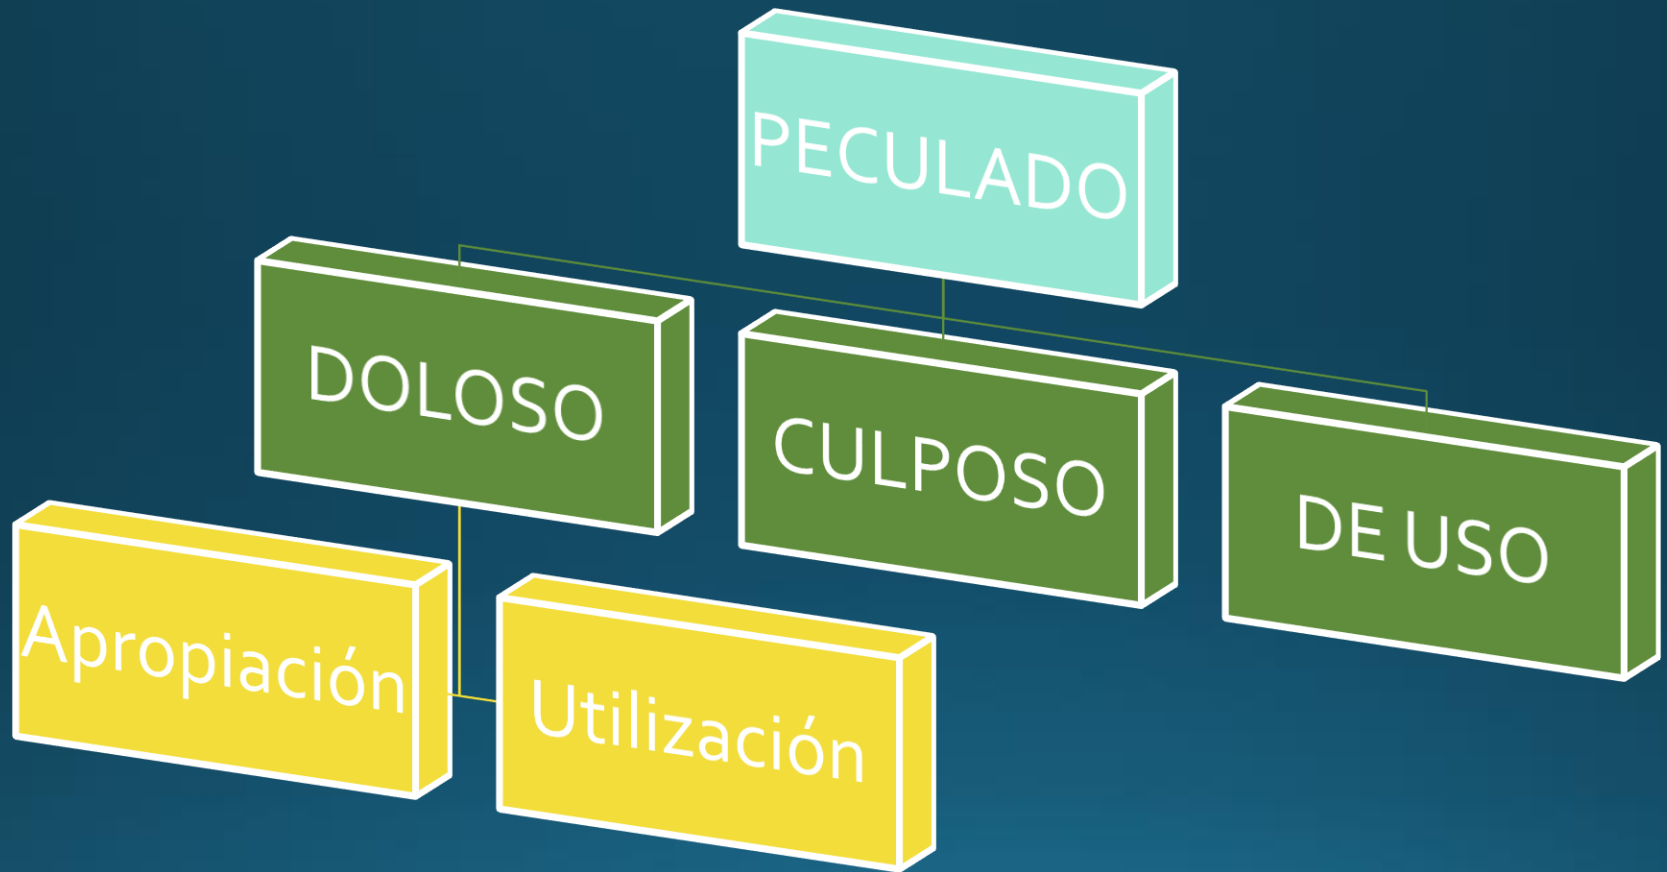 PECULADO
DOLOSO
CULPOSO
DE USO
Apropiación
Utilización